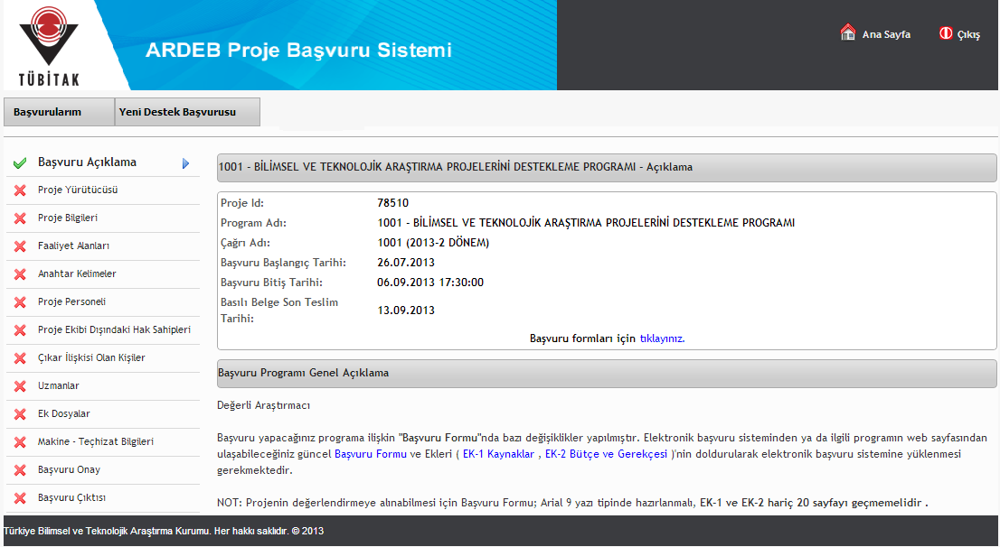 TÜBİTAK
ARDEB Proje Başvuru Sistemi
Ana Sayfa
Çıkış
Başvurularım
Yeni Destek Başvurusu
Başvuru Açıklama
Proje Yürütücüsü
Proje Bilgileri
Faaliyet Alanları
Anahtar Kelimeler
Proje Personeli
Proje Ekibi Dışındaki Hak Sahipleri
Çıkar İlişkisi Olan Kişiler
Uzmanlar
Ek Dosyalar
Makine - Teçhizat Bilgileri
Başvuru Onay
Başvuru Çıktısı
1001 - BİLİMSEL VE TEKNOLOJİK ARAŞTIRMA PROJELERİNİ DESTEKLEME PROGRAMI - Açıklama
Proje Id: 78510
Program Adı: 1001 - BİLİMSEL VE TEKNOLOJİK ARAŞTIRMA PROJELERİNİ DESTEKLEME PROGRAMI
Çağrı Adı: 1001 (2013-2 DÖNEM)
Başvuru Başlangıç Tarihi: 26.07.2013
Başvuru Bitiş Tarihi: 06.09.2013 17:30:00
Basılı Belge Son Teslim
Tarihi: 13.09.2013
Başvuru formları için tıklayınız.
Başvuru Programı Genel Açıklama
Değerli Araştırmacı
Başvuru yapacağınız programa ilişkin "Başvuru Formu"nda bazı değişiklikler yapılmıştır. Elektronik başvuru sisteminden ya da ilgili programın web sayfasından
ulaşabileceğiniz güncel Başvuru Formu ve Ekleri ( EK-1 Kaynaklar , EK-2 Bütçe ve Gerekçesi )'nin doldurularak elektronik başvuru sistemine yüklenmesi
gerekmektedir.
NOT: Projenin değerlendirmeye alınabilmesi için Başvuru Formu; Arial 9 yazı tipinde hazırlanmalı, EK-1 ve EK-2 hariç 20 sayfayı geçmemelidir .
Türkiye Bilimsel ve Teknolojik Araştırma Kurumu. Her hakkı saklıdır. © 2013